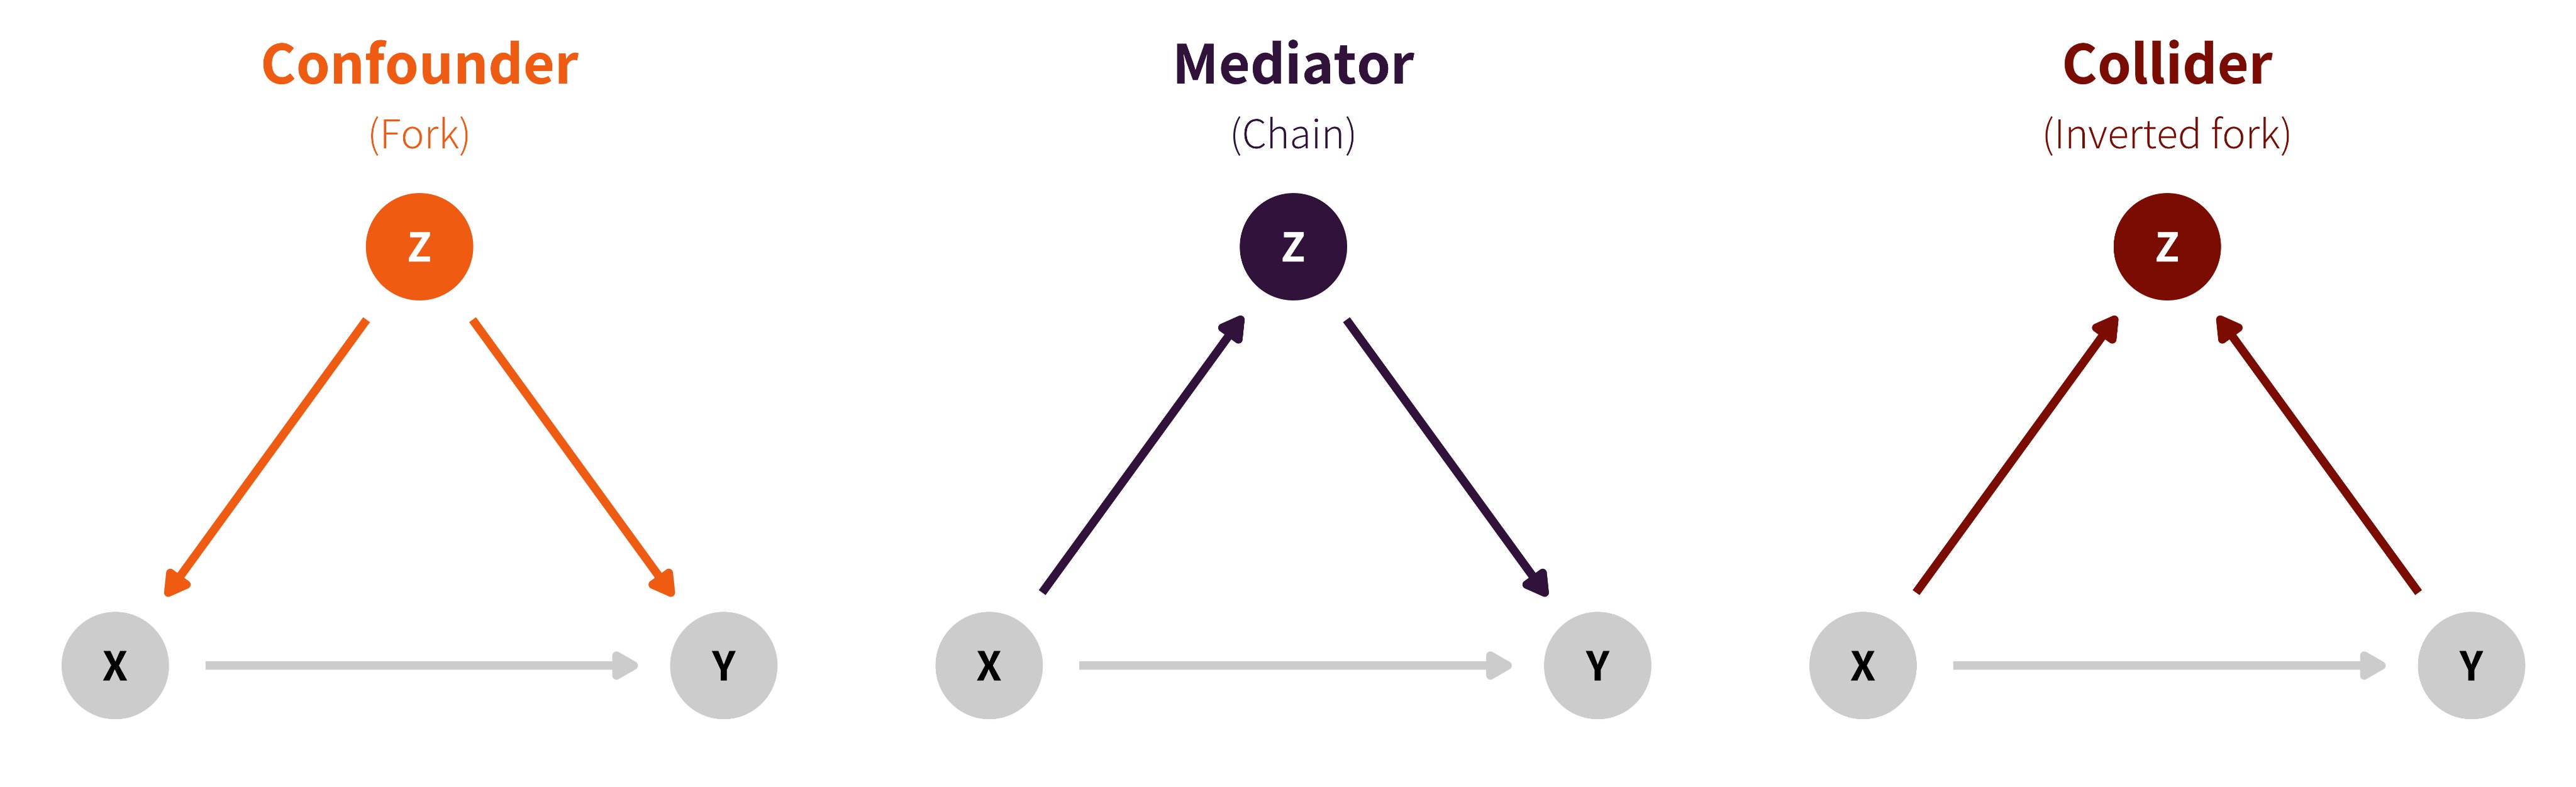 Confounder
(Fork)
Z
X
Y
Mediator
(Chain)
Z
X
Y
Collider
(Inverted fork)
Z
X
Y